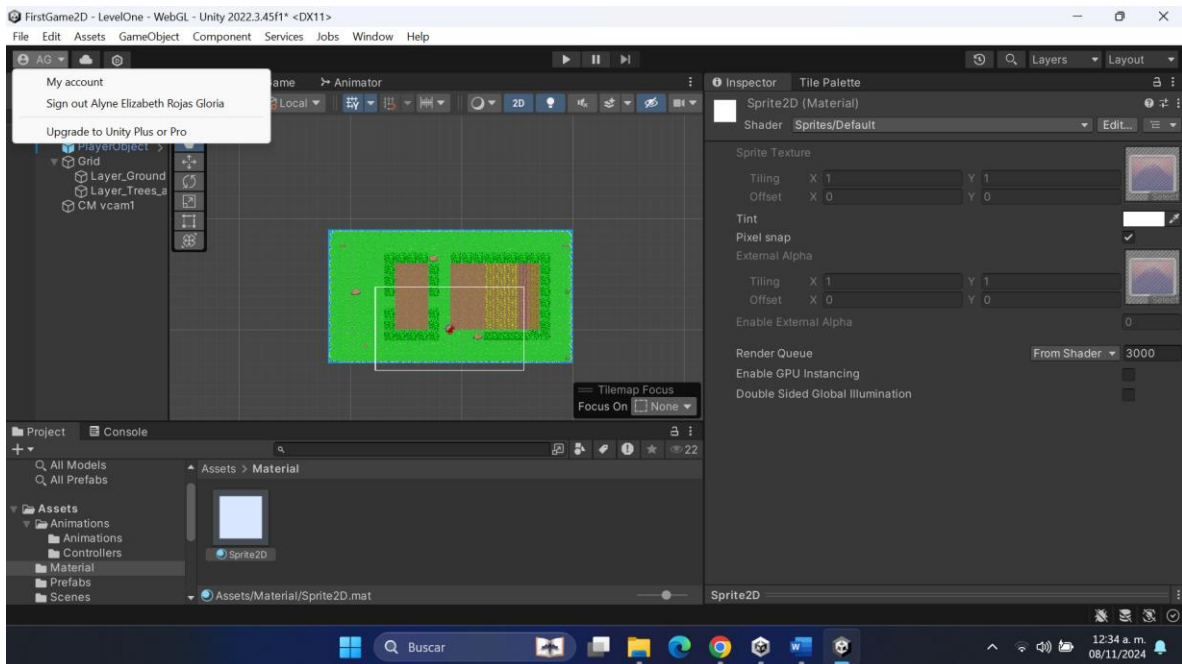 FirstGame2D - LevelOne - WebGL - Unity 2022.3.45f1* <DX11>
File Edit Assets GameObject Component Services Jobs Window Help
AG
Layers Layout
My account
Sign out Alyne Elizabeth Rojas Gloria
Upgrade to Unity Plus or Pro
ame Animator
Local 2D
PlayerObject
Grid
Layer_Ground
Layer_Trees_a
CM vcam1
Tilemap Focus
Focus On None
Inspector Tile Palette
Sprite2D (Material)
Shader Sprites/Default Edit...
Sprite Texture
Tiling X 1 Y 1
Offset X 0 Y 0
Select
Tint
Pixel snap
External Alpha
Tiling X 1 Y 1
Offset X 0 Y 0
Select
Enable External Alpha 0
Render Queue From Shader 3000
Enable GPU Instancing
Double Sided Global Illumination
Sprite2D
Project Console
22
All Models
All Prefabs
Assets
Animations
Animations
Controllers
Material
Prefabs
Scenes
Assets > Material
Sprite2D
Assets/Material/Sprite2D.mat
Buscar
12:34 a. m.
08/11/2024